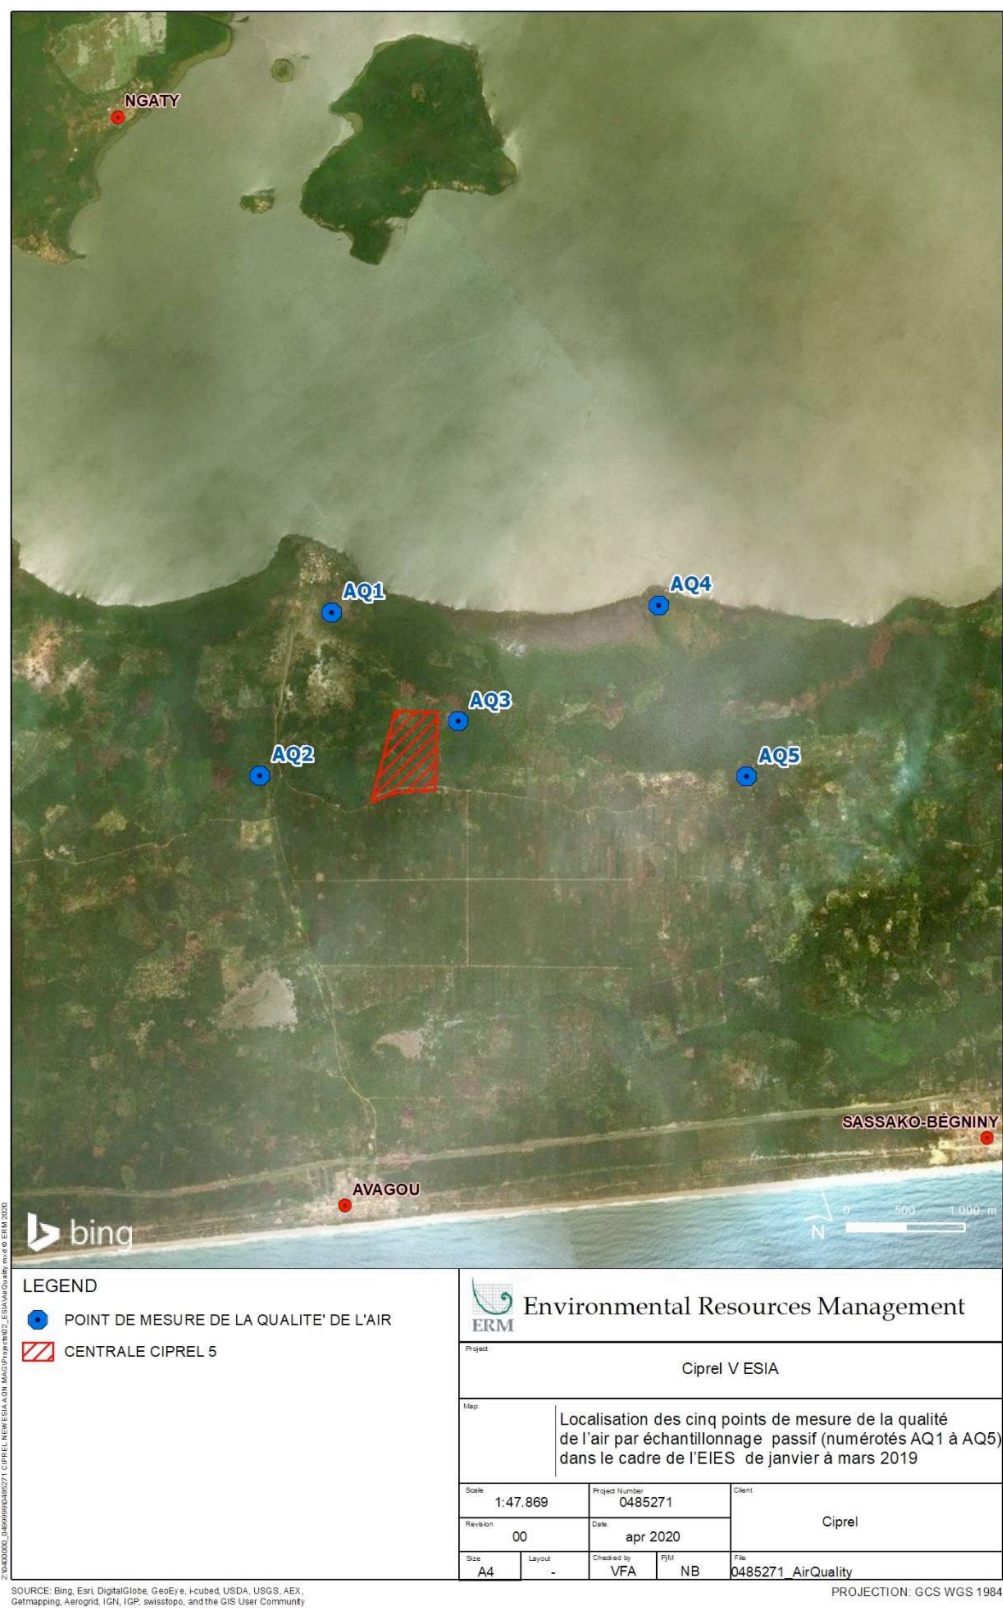 NGATY
AQ1
AQ4
AQ3
AQ2
AQ5
SASSAKO-BÉGNINY
AVAGOU
0 500 1.000 m
N
bing
LEGEND
POINT DE MESURE DE LA QUALITE' DE L'AIR
CENTRALE CIPREL 5
ERM
Environmental Resources Management
Project
Ciprel V ESIA
Map
Localisation des cinq points de mesure de la qualité
de l'air par échantillonnage passif (numérotés AQ1 à AQ5)
dans le cadre de l'EIES de janvier à mars 2019
Scale
1:47.869
Project Number
0485271
Client
Ciprel
Revision
00
Date
apr 2020
Size
A4
Layout
-
Checked by
VFA
PjM
NB
File
0485271_AirQuality
SOURCE: Bing, Esri, DigitalGlobe, GeoEye, i-cubed, USDA, USGS, AEX,
Getmapping, Aerogrid, IGN, IGP, swisstopo, and the GIS User Community
PROJECTION: GCS WGS 1984